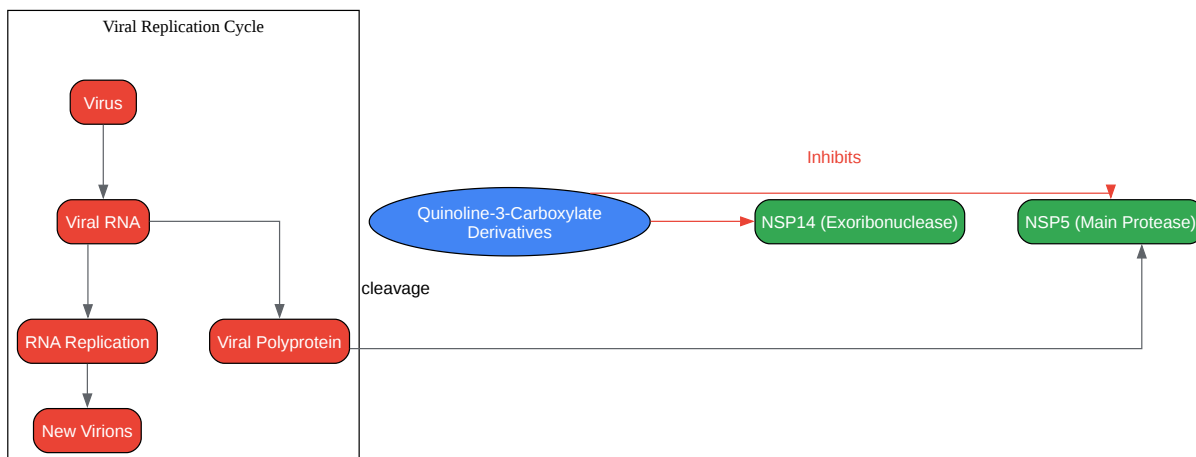 Viral Replication Cycle
Virus
Inhibits
Viral RNA
Quinoline-3-Carboxylate
Derivatives
NSP14 (Exoribonuclease)
NSP5 (Main Protease)
cleavage
RNA Replication
Viral Polyprotein
New Virions